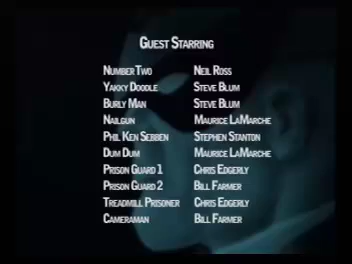 Guest Starring
Number Two Neil Ross
Yakky Doodle Steve Blum
Burly Man Steve Blum
Nailgun Maurice LaMarche
Phil Ken Sebben Stephen Stanton
Dum Dum Maurice LaMarche
Prison Guard 1 Chris Edgerly
Prison Guard 2 Bill Farmer
Treadmill Prisoner Chris Edgerly
Cameraman Bill Farmer